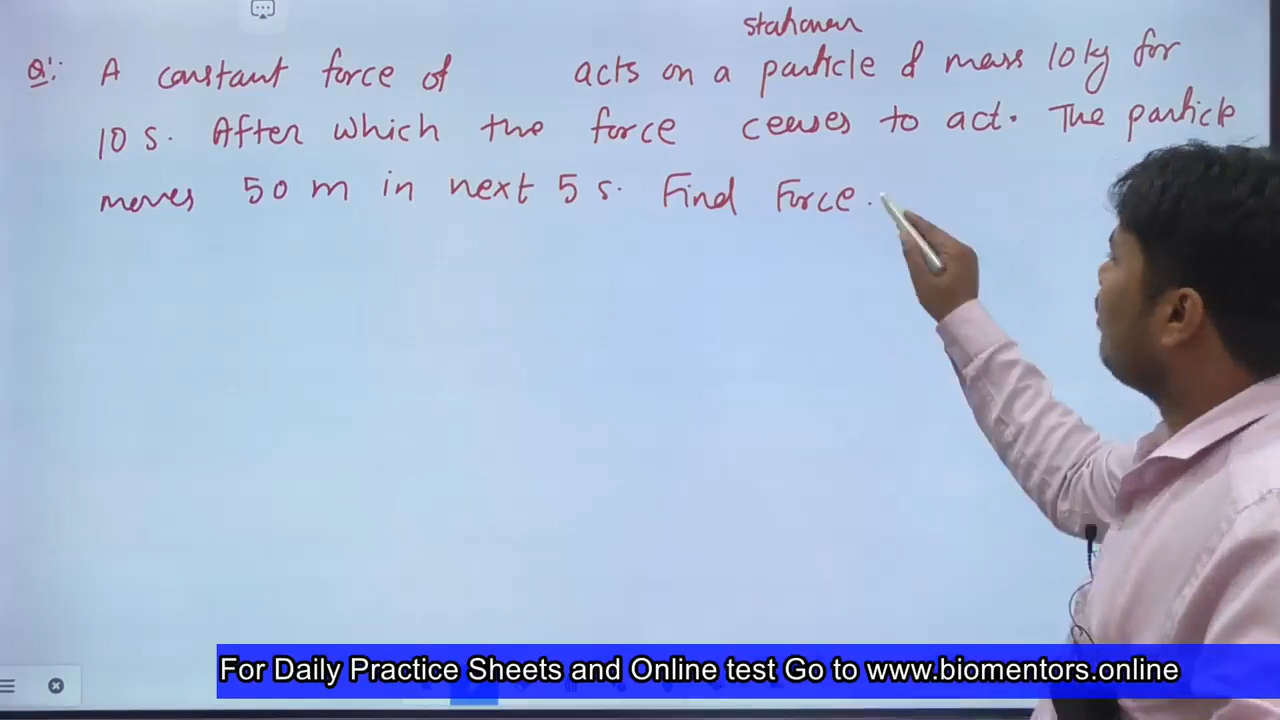 stationary
Q1: A constant force of acts on a particle of mass 10 kg for
10 s. After which the force ceases to act. The particle
moves 50 m in next 5 s. Find Force.
For Daily Practice Sheets and Online test Go to www.biomentors.online